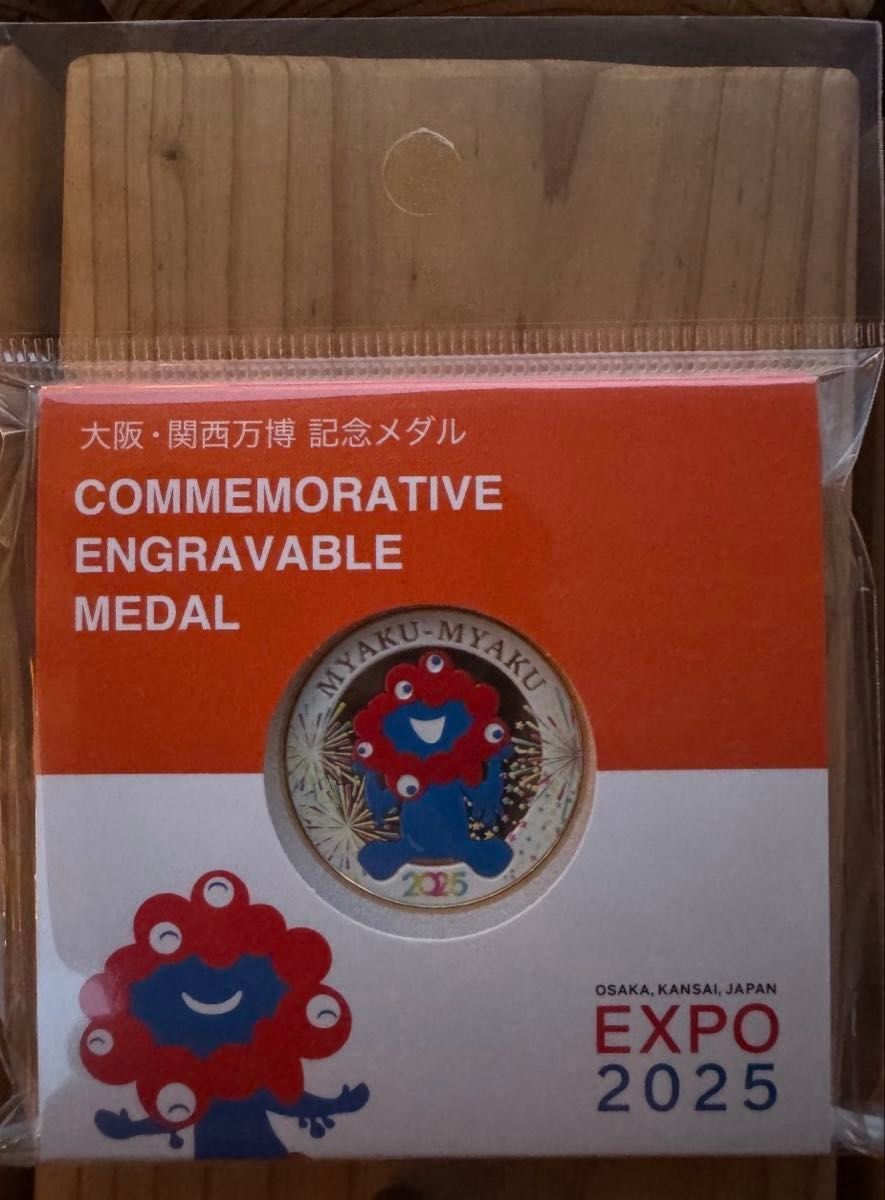 大阪・関西万博 記念メダル
COMMEMORATIVE
ENGRAVABLE
MEDAL
MYAKU-MYAKU
2025
OSAKA, KANSAI, JAPAN
EXPO
2025